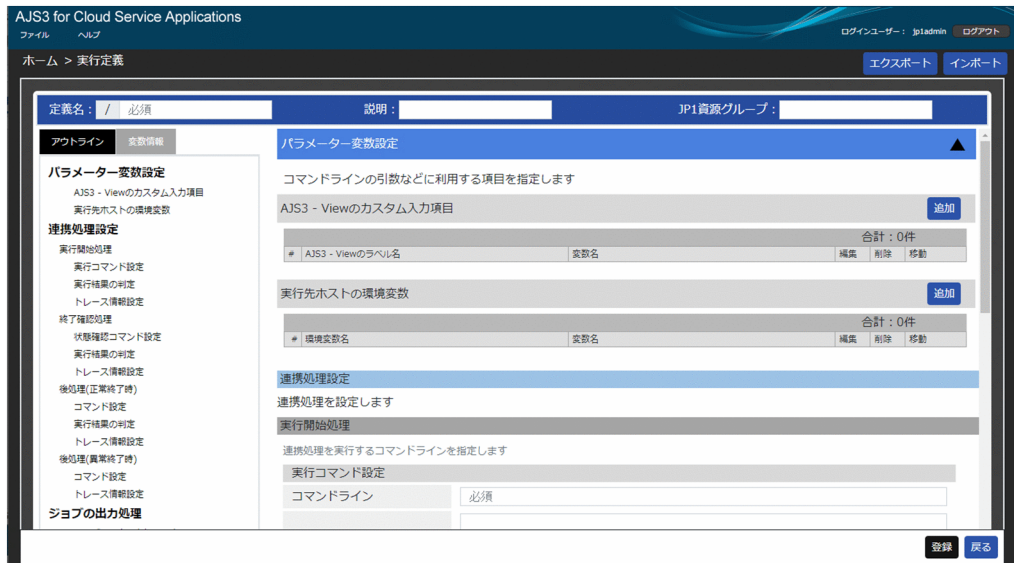 AJS3 for Cloud Service Applications
ファイル ヘルプ
ログインユーザー： jp1admin ログアウト
ホーム > 実行定義
エクスポート インポート
定義名： / 必須 説明： JP1資源グループ：
アウトライン 変数情報
パラメーター変数設定
AJS3 - Viewのカスタム入力項目
実行先ホストの環境変数
連携処理設定
実行開始処理
実行コマンド設定
実行結果の判定
トレース情報設定
終了確認処理
状態確認コマンド設定
実行結果の判定
トレース情報設定
後処理(正常終了時)
コマンド設定
実行結果の判定
トレース情報設定
後処理(異常終了時)
コマンド設定
トレース情報設定
ジョブの出力処理
パラメーター変数設定 ▲
コマンドラインの引数などに利用する項目を指定します
AJS3 - Viewのカスタム入力項目 追加
合計：0件
# AJS3 - Viewのラベル名 変数名 編集 削除 移動
実行先ホストの環境変数 追加
合計：0件
# 環境変数名 変数名 編集 削除 移動
連携処理設定
連携処理を設定します
実行開始処理
連携処理を実行するコマンドラインを指定します
実行コマンド設定
コマンドライン 必須
登録 戻る